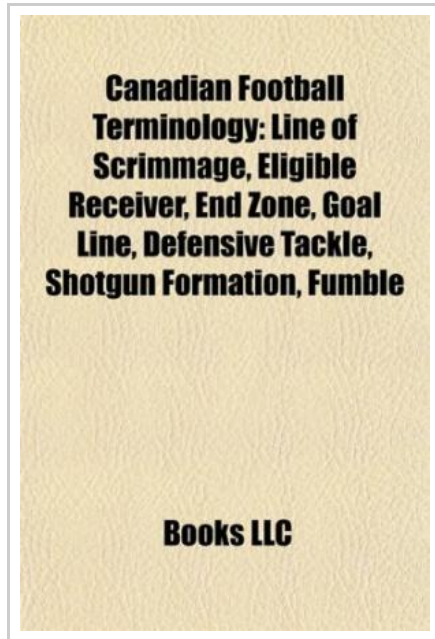 Canadian Football
Terminology: Line of
Scrimmage, Eligible
Receiver, End Zone, Goal
Line, Defensive Tackle,
Shotgun Formation, Fumble
Books LLC